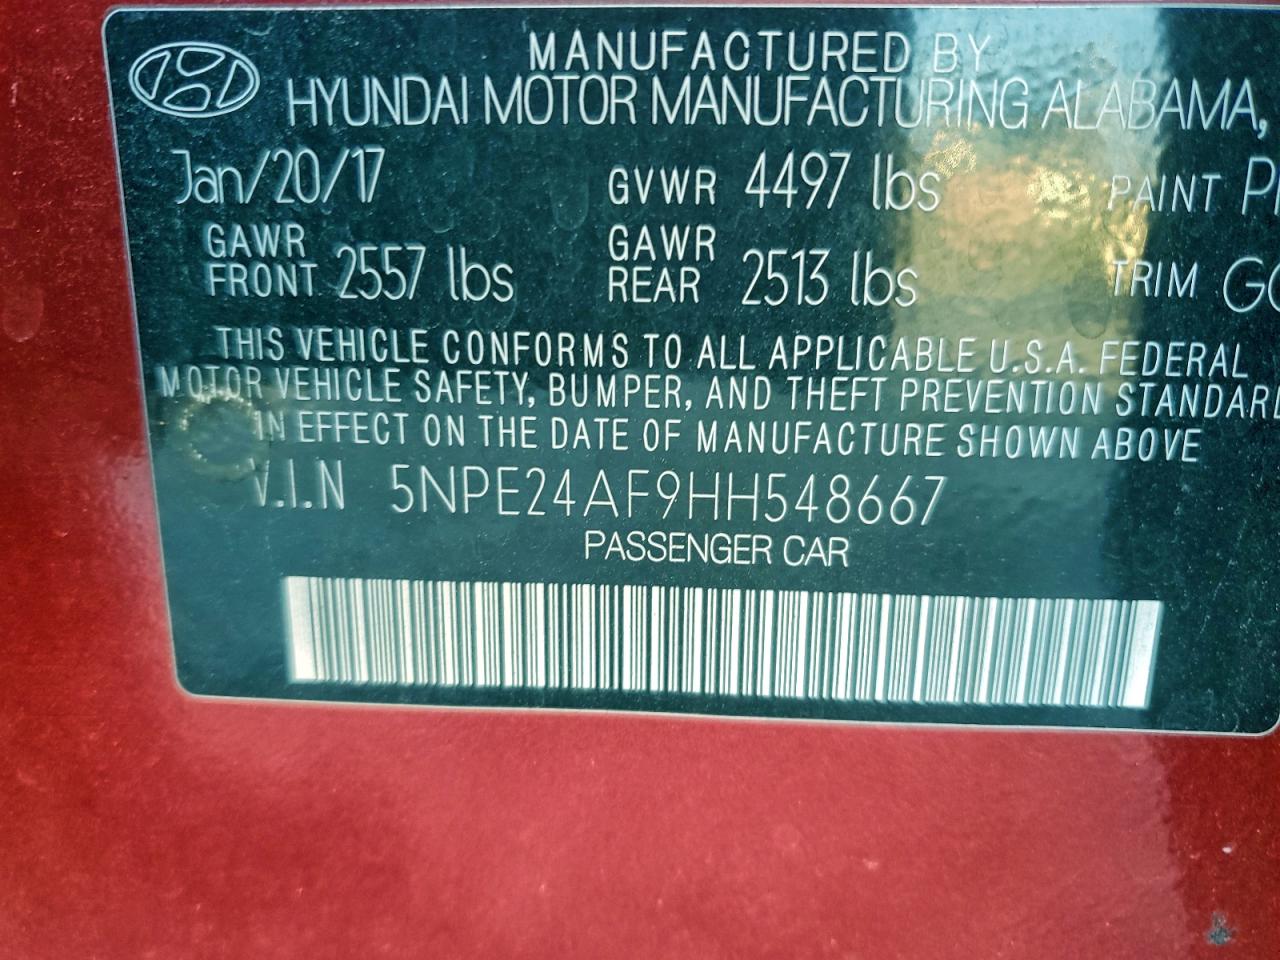 MANUFACTURED BY
HYUNDAI MOTOR MANUFACTURING ALABAMA,
Jan/20/17 GVWR 4497 lbs PAINT
GAWR FRONT 2557 lbs GAWR REAR 2513 lbs TRIM
THIS VEHICLE CONFORMS TO ALL APPLICABLE U.S.A. FEDERAL
MOTOR VEHICLE SAFETY, BUMPER, AND THEFT PREVENTION STANDARD
IN EFFECT ON THE DATE OF MANUFACTURE SHOWN ABOVE
V.I.N 5NPE24AF9HH548667
PASSENGER CAR